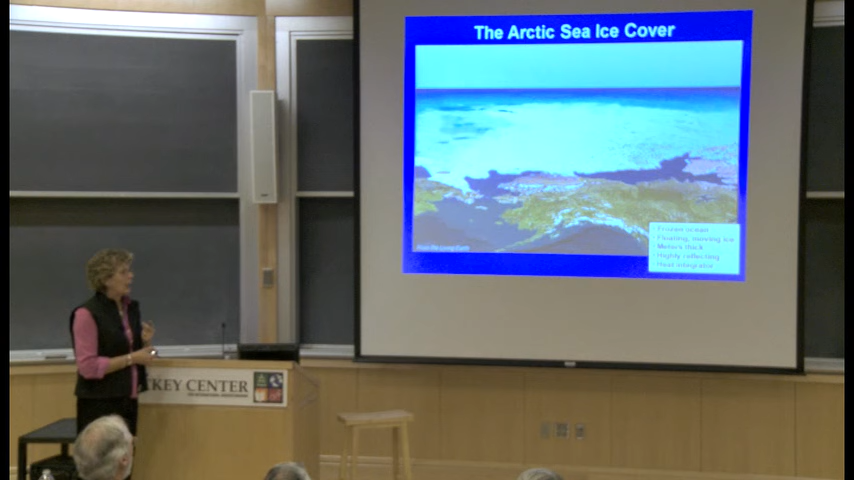 The Arctic Sea Ice Cover
Frozen ocean
Floating, moving ice
Meters thick
Highly reflecting
Heat integrator
KEY CENTER